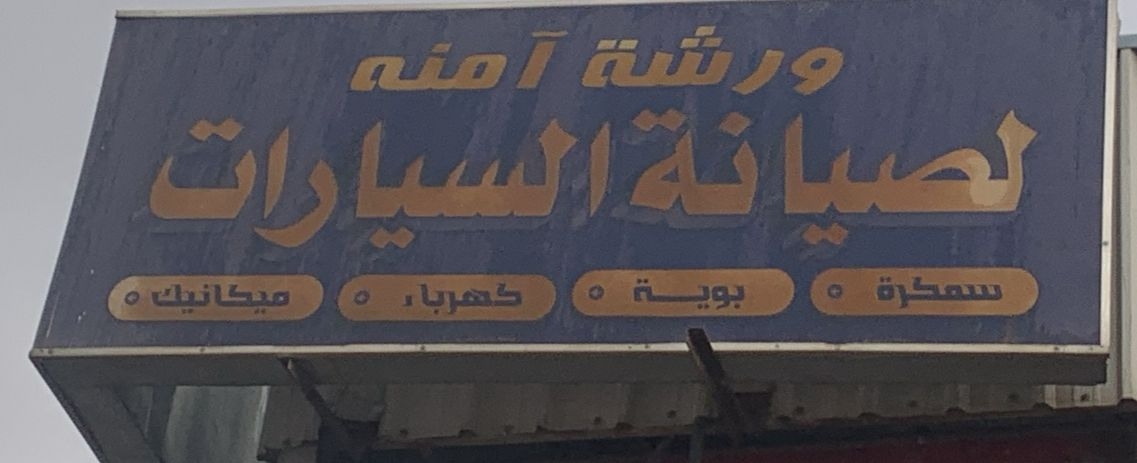 ورشة آمنه
لصيانة السيارات
سمكرة بوية كهرباء ميكانيك